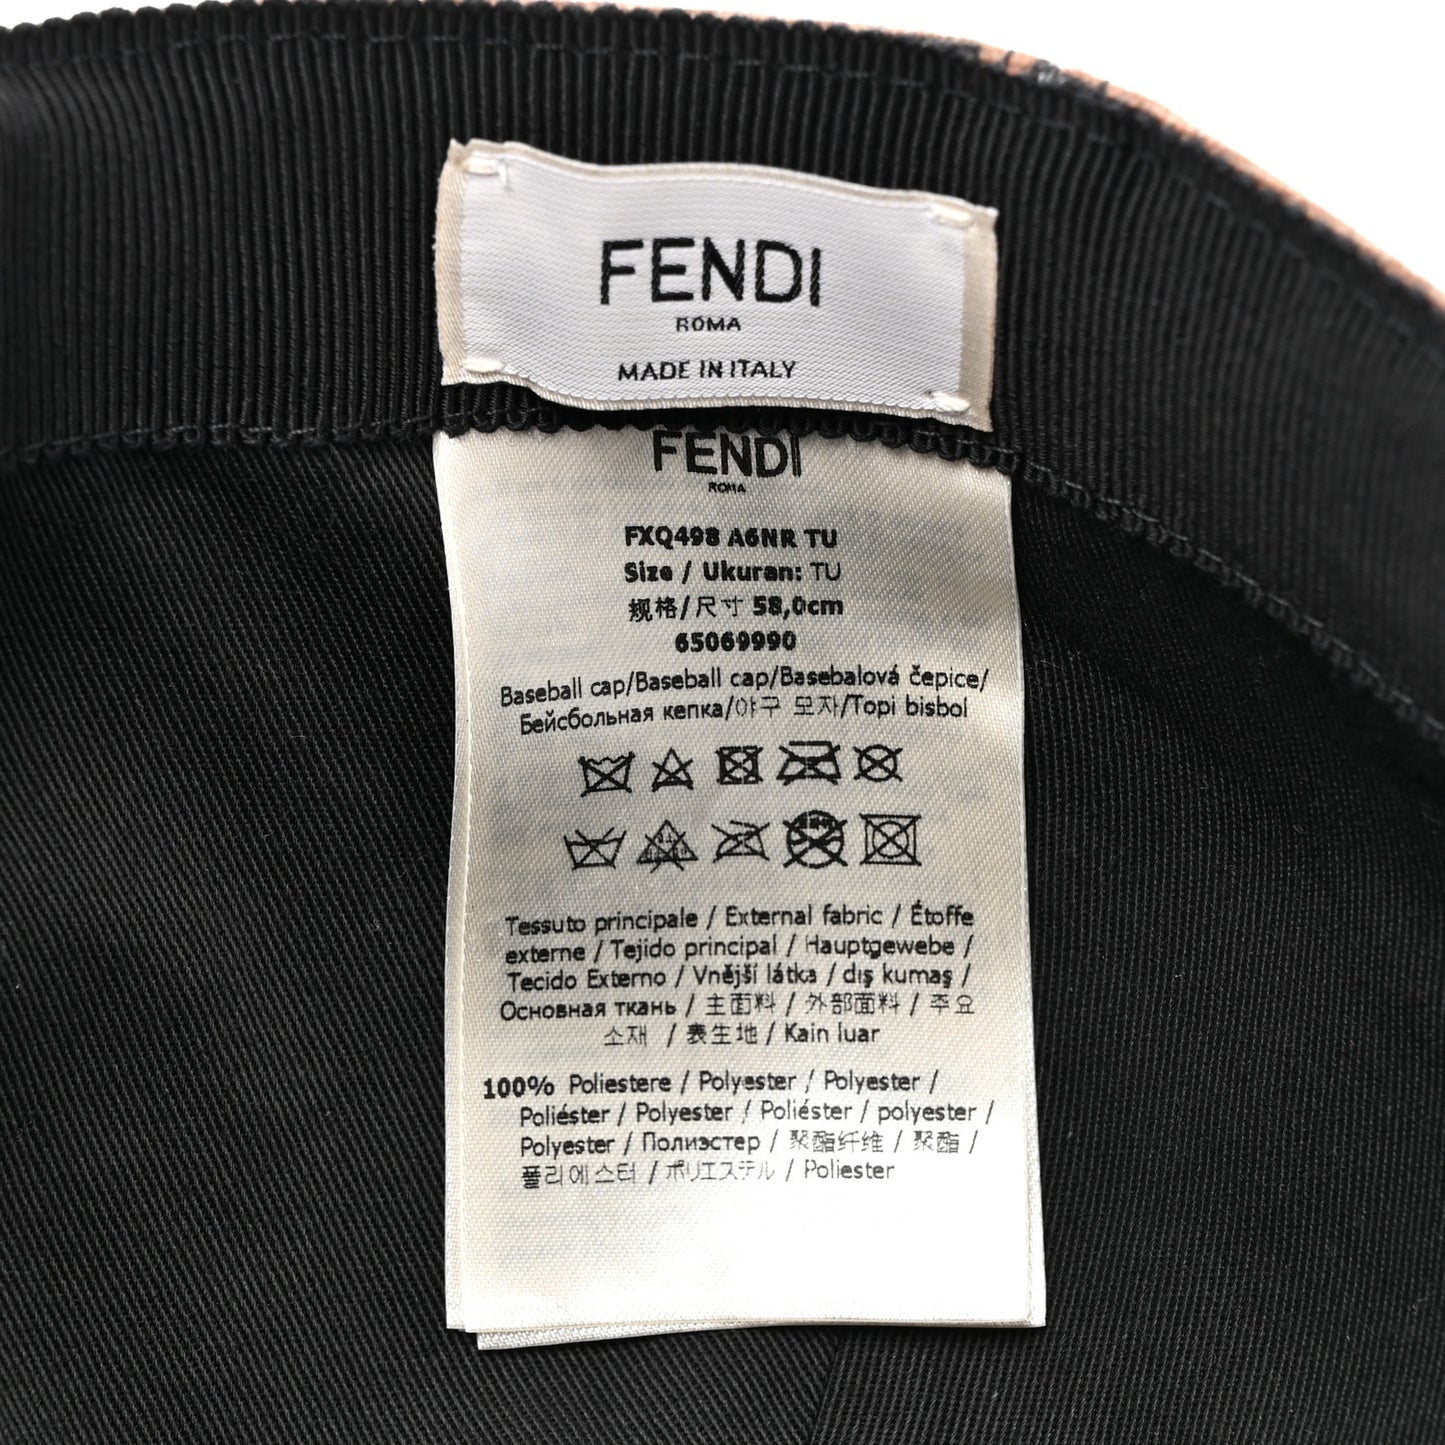 FENDI
ROMA
MADE IN ITALY
FENDI
ROMA
FXQ498 A6NR TU
Size / Ukuran: TU
规格/尺寸 58,0cm
65069990
Baseball cap/Baseball cap/Basebalová čepice/
Бейсбольная кепка/야구 모자/Topi bisbol
Tessuto principale / External fabric / Étoffe
externe / Tejido principal / Hauptgewebe /
Tecido Externo / Vnější látka / dış kumaş /
Основная ткань / 主面料 / 外部面料 / 주요
소재 / 表生地 / Kain luar
100% Poliestere / Polyester / Polyester /
Poliéster / Polyester / Poliéster / polyester /
Polyester / Полиэстер / 聚酯纤维 / 聚酯 /
폴리에스터 / ポリエステル / Poliester